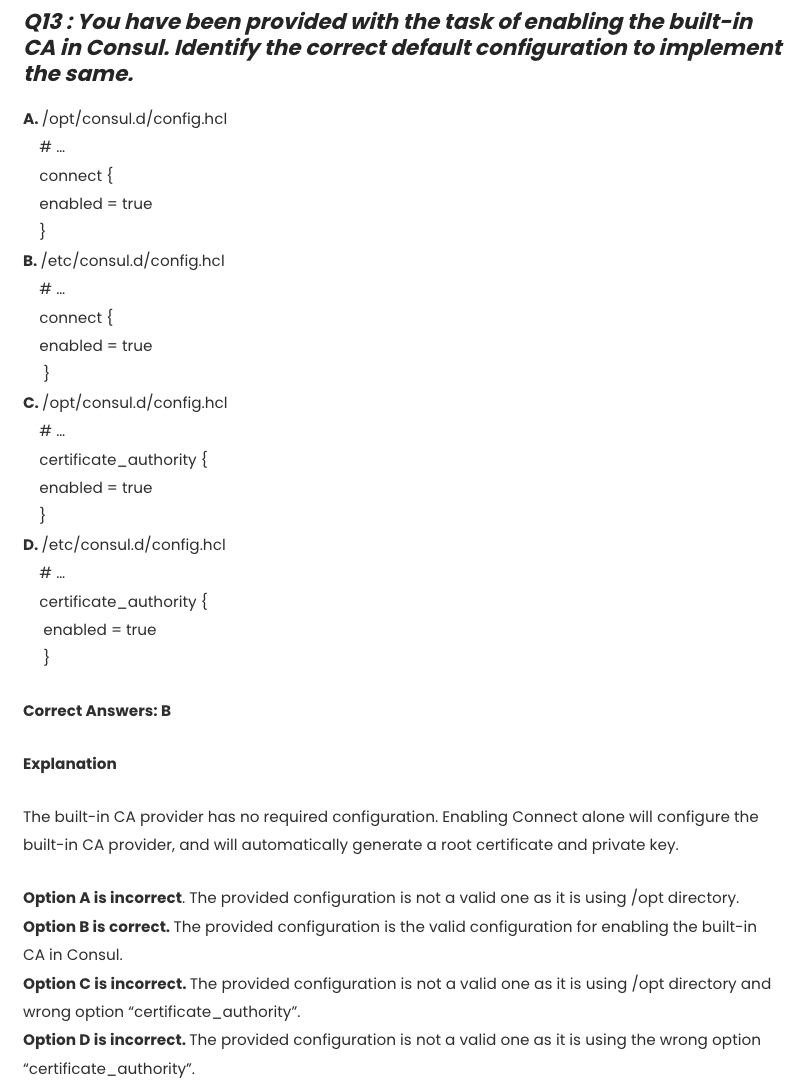 Q13 : You have been provided with the task of enabling the built-in
CA in Consul. Identify the correct default configuration to implement
the same.
A. /opt/consul.d/config.hcl
# …
connect {
enabled = true
}
B. /etc/consul.d/config.hcl
# …
connect {
enabled = true
}
C. /opt/consul.d/config.hcl
# …
certificate_authority {
enabled = true
}
D. /etc/consul.d/config.hcl
# …
certificate_authority {
enabled = true
}
Correct Answers: B
Explanation
The built-in CA provider has no required configuration. Enabling Connect alone will configure the
built-in CA provider, and will automatically generate a root certificate and private key.
Option A is incorrect. The provided configuration is not a valid one as it is using /opt directory.
Option B is correct. The provided configuration is the valid configuration for enabling the built-in
CA in Consul.
Option C is incorrect. The provided configuration is not a valid one as it is using /opt directory and
wrong option “certificate_authority”.
Option D is incorrect. The provided configuration is not a valid one as it is using the wrong option
“certificate_authority”.